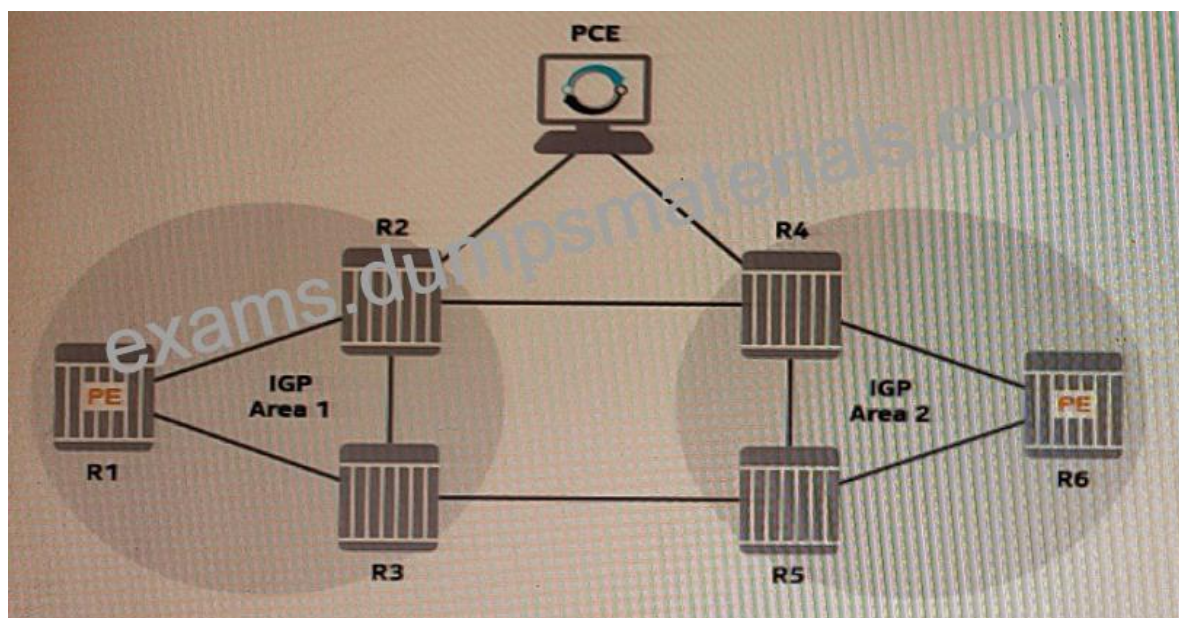 PCE
exams.dumpsmaterials.com
R2
R4
PE
IGP
Area 1
IGP
Area 2
PE
R1
R6
R3
R5